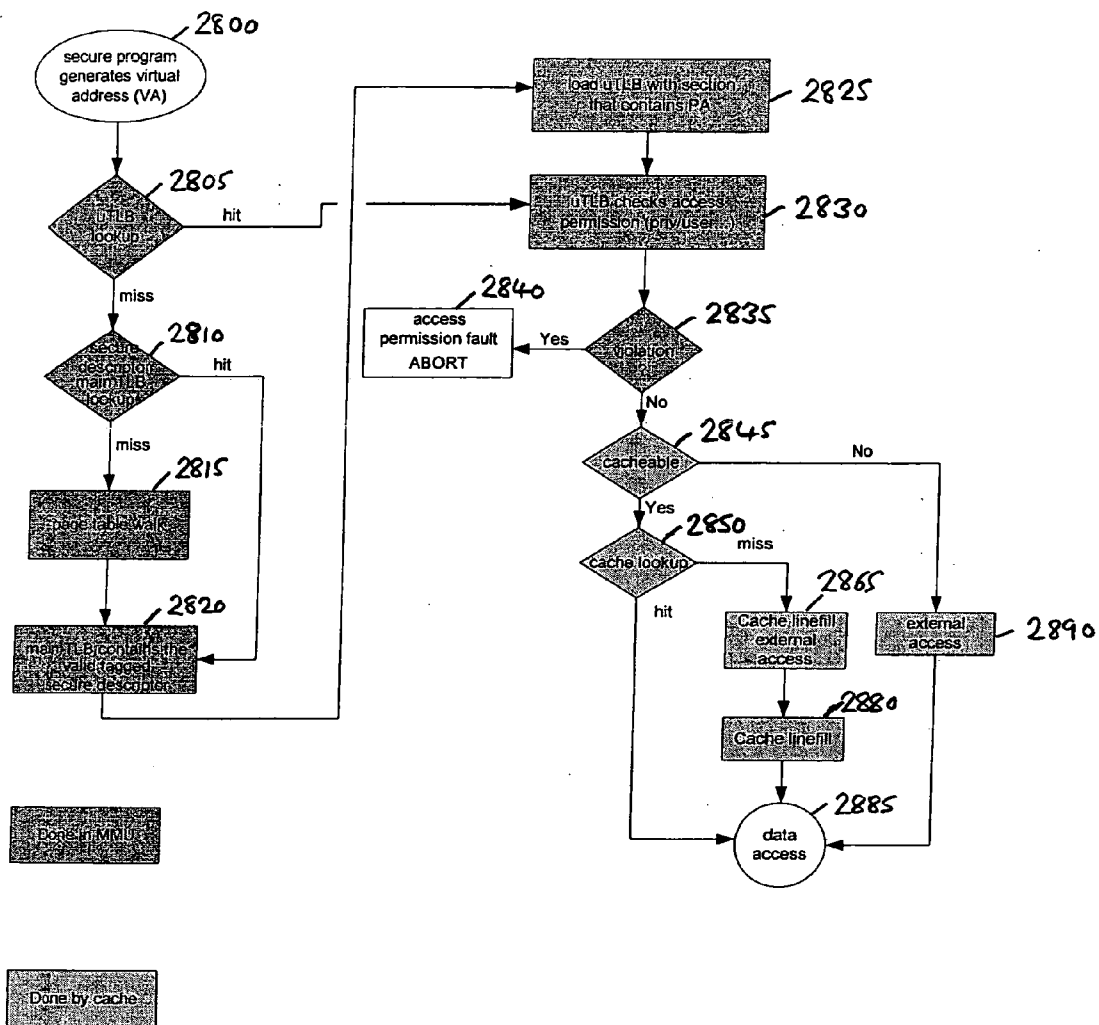 2800
secure program
generates virtual
address (VA)
2805
uTLB
lookup
hit
miss
2810
secure
descriptor
mainTLB
lookup
hit
miss
2815
page table walk
2820
main TLB contains the
valid tagged
secure descriptor
load uTLB with section
that contains PA
2825
uTLB checks access
permission (priv/user...)
2830
2840
access
permission fault
ABORT
Yes
2835
violation
No
2845
cacheable
No
Yes
2850
cache lookup
miss
hit
2865
Cache linefill
external
access
external
access
2890
2880
Cache linefill
2885
data
access
Done in MMU
Done by cache